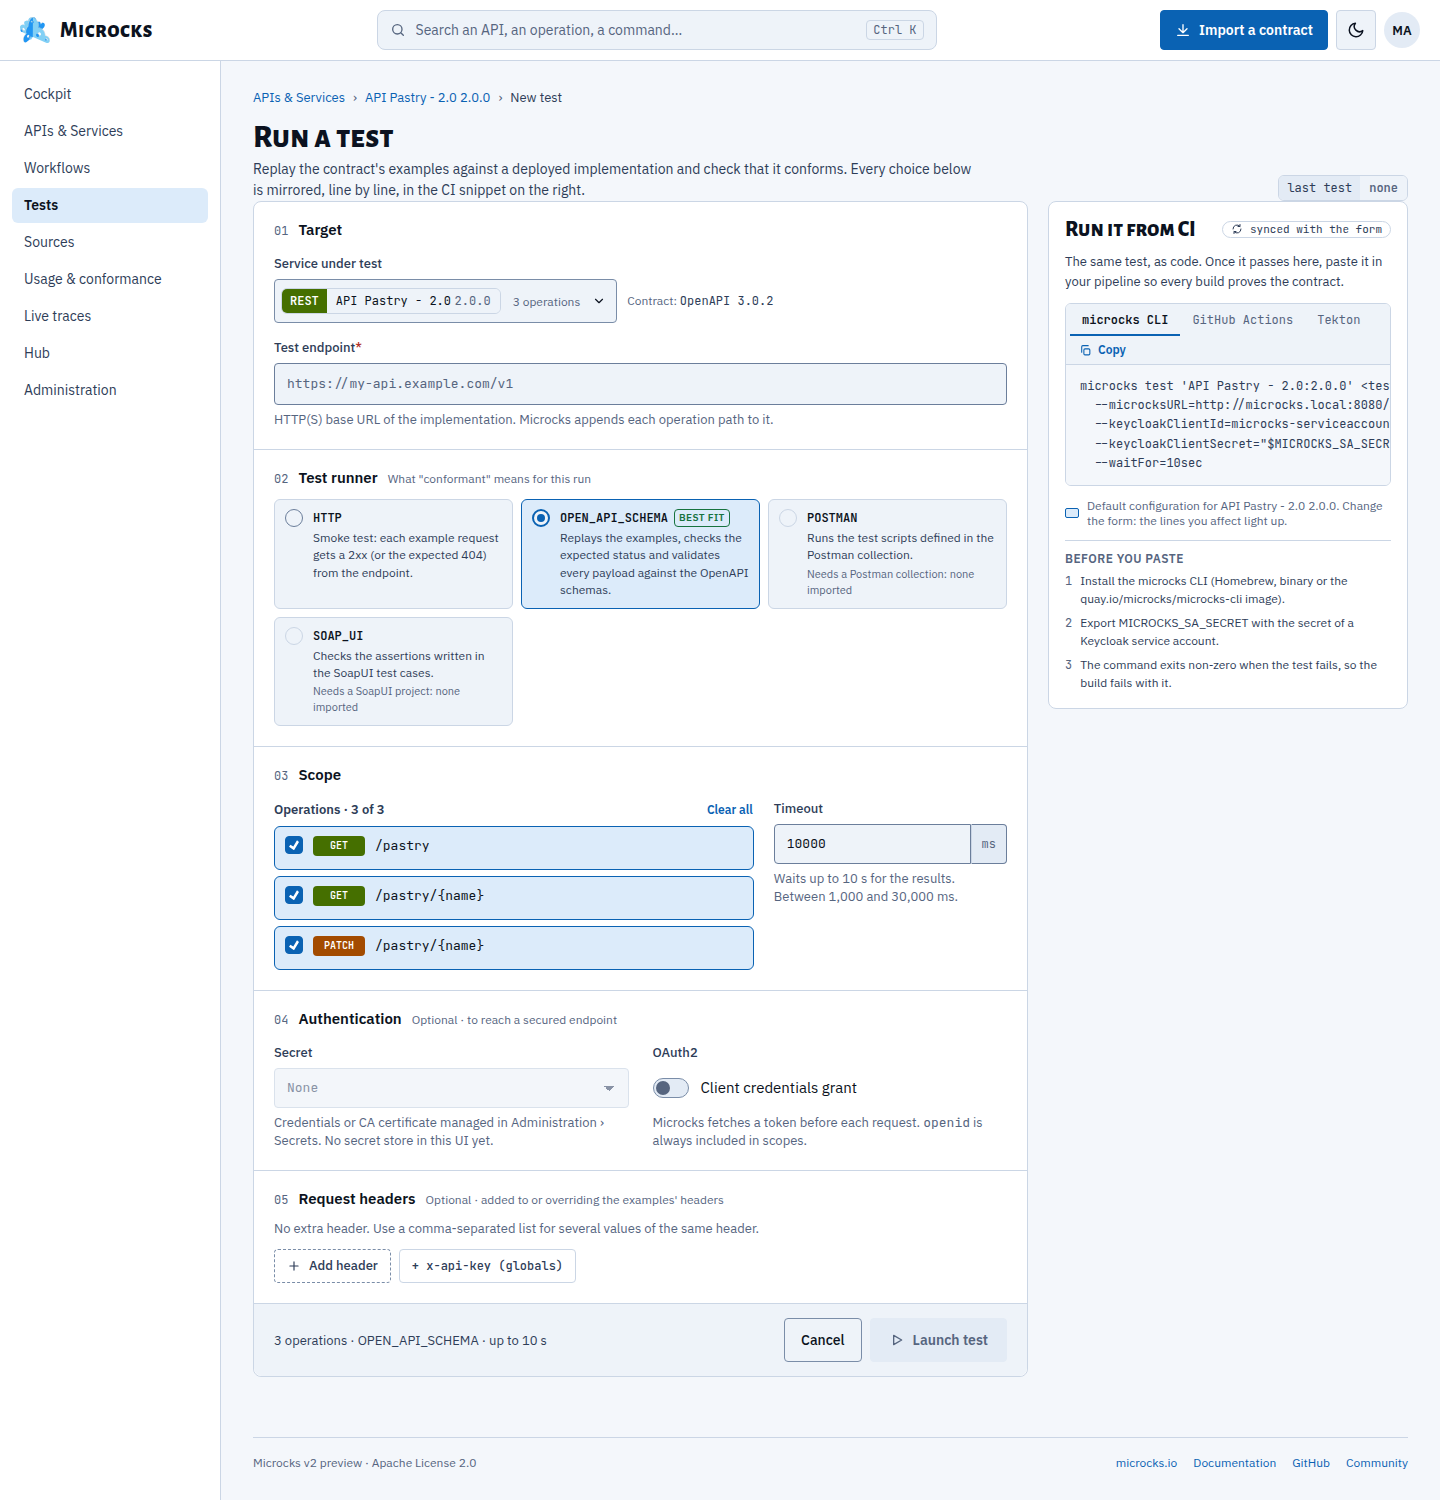 Microcks
Search an API, an operation, a command...
Ctrl K
Import a contract
MA
Cockpit
APIs & Services
Workflows
Tests
Sources
Usage & conformance
Live traces
Hub
Administration
APIs & Services › API Pastry - 2.0 2.0.0 › New test
Run a test
Replay the contract's examples against a deployed implementation and check that it conforms. Every choice below
is mirrored, line by line, in the CI snippet on the right.
last test none
01 Target
Service under test
REST API Pastry - 2.0 2.0.0 3 operations
Contract: OpenAPI 3.0.2
Test endpoint*
https://my-api.example.com/v1
HTTP(S) base URL of the implementation. Microcks appends each operation path to it.
02 Test runner What "conformant" means for this run
HTTP
Smoke test: each example request
gets a 2xx (or the expected 404)
from the endpoint.
OPEN_API_SCHEMA BEST FIT
Replays the examples, checks the
expected status and validates
every payload against the OpenAPI
schemas.
POSTMAN
Runs the test scripts defined in the
Postman collection.
Needs a Postman collection: none
imported
SOAP_UI
Checks the assertions written in
the SoapUI test cases.
Needs a SoapUI project: none
imported
03 Scope
Operations · 3 of 3
Clear all
GET /pastry
GET /pastry/{name}
PATCH /pastry/{name}
Timeout
10000 ms
Waits up to 10 s for the results.
Between 1,000 and 30,000 ms.
04 Authentication Optional · to reach a secured endpoint
Secret
None
Credentials or CA certificate managed in Administration ›
Secrets. No secret store in this UI yet.
OAuth2
Client credentials grant
Microcks fetches a token before each request. openid is
always included in scopes.
05 Request headers Optional · added to or overriding the examples' headers
No extra header. Use a comma-separated list for several values of the same header.
Add header
+ x-api-key (globals)
3 operations · OPEN_API_SCHEMA · up to 10 s
Cancel
Launch test
Run it from CI
synced with the form
The same test, as code. Once it passes here, paste it in
your pipeline so every build proves the contract.
microcks CLI GitHub Actions Tekton
Copy
microcks test 'API Pastry - 2.0:2.0.0' <tes
--microcksURL=http://microcks.local:8080/
--keycloakClientId=microcks-serviceaccoun
--keycloakClientSecret="$MICROCKS_SA_SECR
--waitFor=10sec
Default configuration for API Pastry - 2.0 2.0.0. Change
the form: the lines you affect light up.
BEFORE YOU PASTE
1 Install the microcks CLI (Homebrew, binary or the
quay.io/microcks/microcks-cli image).
2 Export MICROCKS_SA_SECRET with the secret of a
Keycloak service account.
3 The command exits non-zero when the test fails, so the
build fails with it.
Microcks v2 preview · Apache License 2.0
microcks.io Documentation GitHub Community